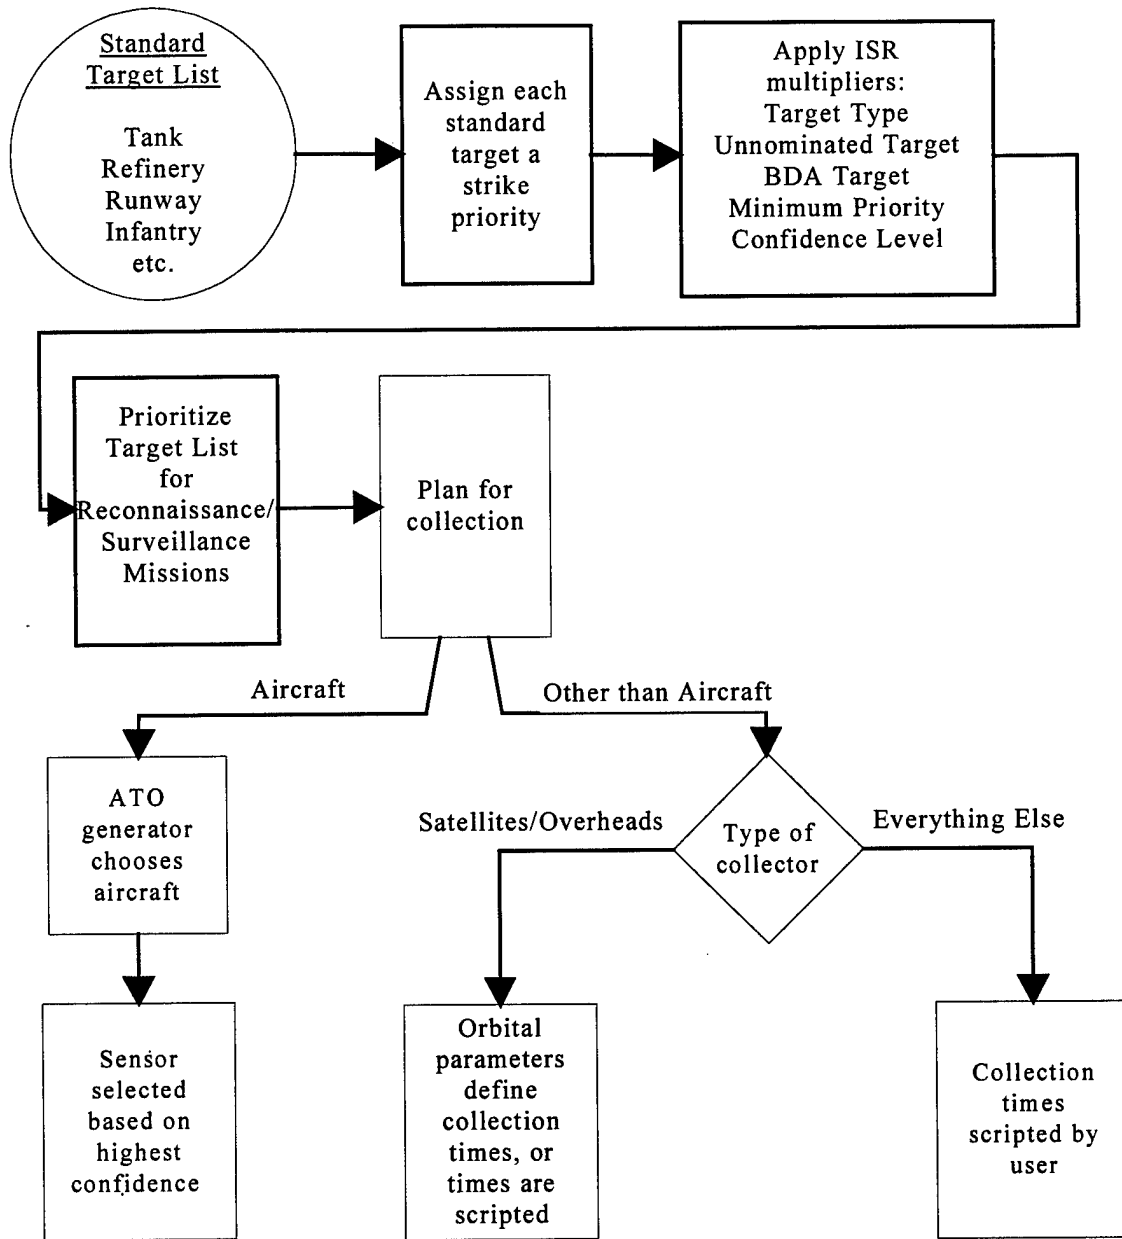 Standard
Target List
Tank
Refinery
Runway
Infantry
etc.
Assign each
standard
target a
strike
priority
Apply ISR
multipliers:
Target Type
Unnominated Target
BDA Target
Minimum Priority
Confidence Level
Prioritize
Target List
for
Reconnaissance/
Surveillance
Missions
Plan for
collection
Aircraft
Other than Aircraft
ATO
generator
chooses
aircraft
Satellites/Overheads
Type of
collector
Everything Else
Sensor
selected
based on
highest
confidence
Orbital
parameters
define
collection
times, or
times are
scripted
Collection
times
scripted by
user